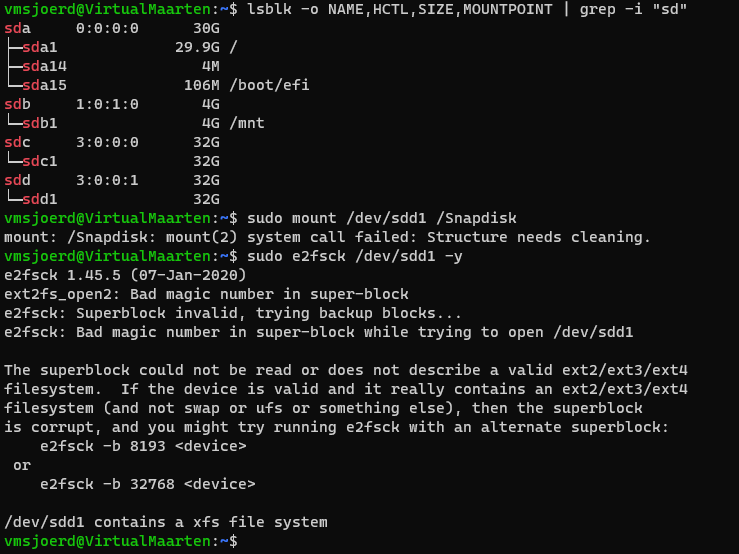 vmsjoerd@VirtualMaarten:~$ lsblk -o NAME,HCTL,SIZE,MOUNTPOINT | grep -i "sd"
sda     0:0:0:0      30G
├─sda1             29.9G /
├─sda14               4M
└─sda15             106M /boot/efi
sdb     1:0:1:0       4G
└─sdb1                4G /mnt
sdc     3:0:0:0      32G
└─sdc1               32G
sdd     3:0:0:1      32G
└─sdd1               32G
vmsjoerd@VirtualMaarten:~$ sudo mount /dev/sdd1 /Snapdisk
mount: /Snapdisk: mount(2) system call failed: Structure needs cleaning.
vmsjoerd@VirtualMaarten:~$ sudo e2fsck /dev/sdd1 -y
e2fsck 1.45.5 (07-Jan-2020)
ext2fs_open2: Bad magic number in super-block
e2fsck: Superblock invalid, trying backup blocks...
e2fsck: Bad magic number in super-block while trying to open /dev/sdd1

The superblock could not be read or does not describe a valid ext2/ext3/ext4
filesystem.  If the device is valid and it really contains an ext2/ext3/ext4
filesystem (and not swap or ufs or something else), then the superblock
is corrupt, and you might try running e2fsck with an alternate superblock:
    e2fsck -b 8193 <device>
 or
    e2fsck -b 32768 <device>

/dev/sdd1 contains a xfs file system
vmsjoerd@VirtualMaarten:~$